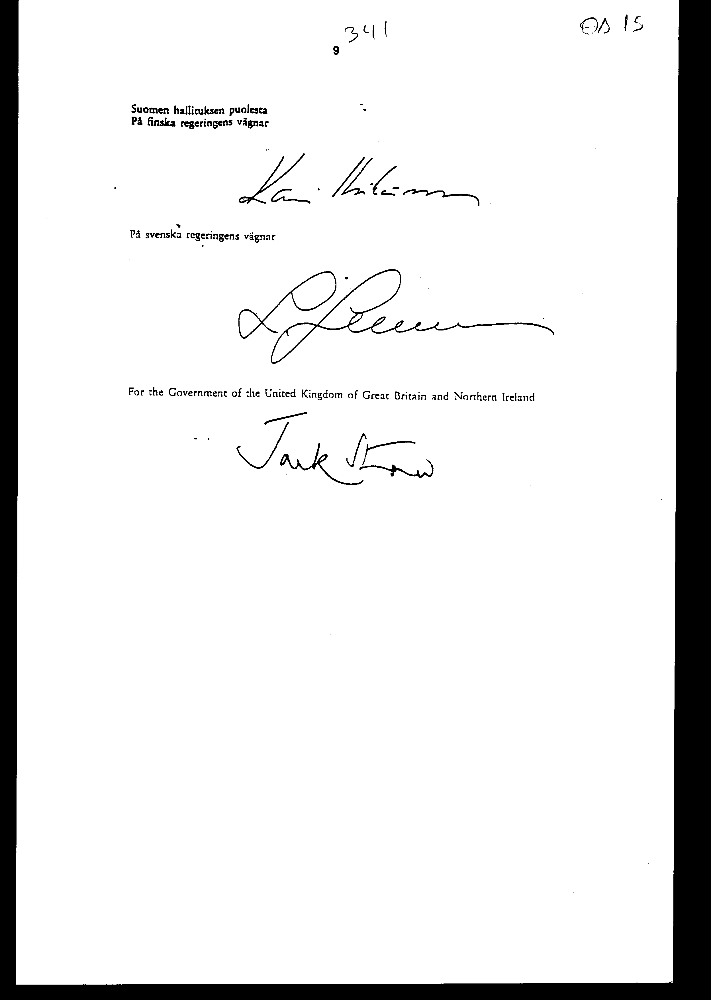 341
15
9
Suomen hallituksen puolesta
På finska regeringens vägnar
Kari
På svenska regeringens vägnar
For the Government of the United Kingdom of Great Britain and Northern Ireland
Jack Straw